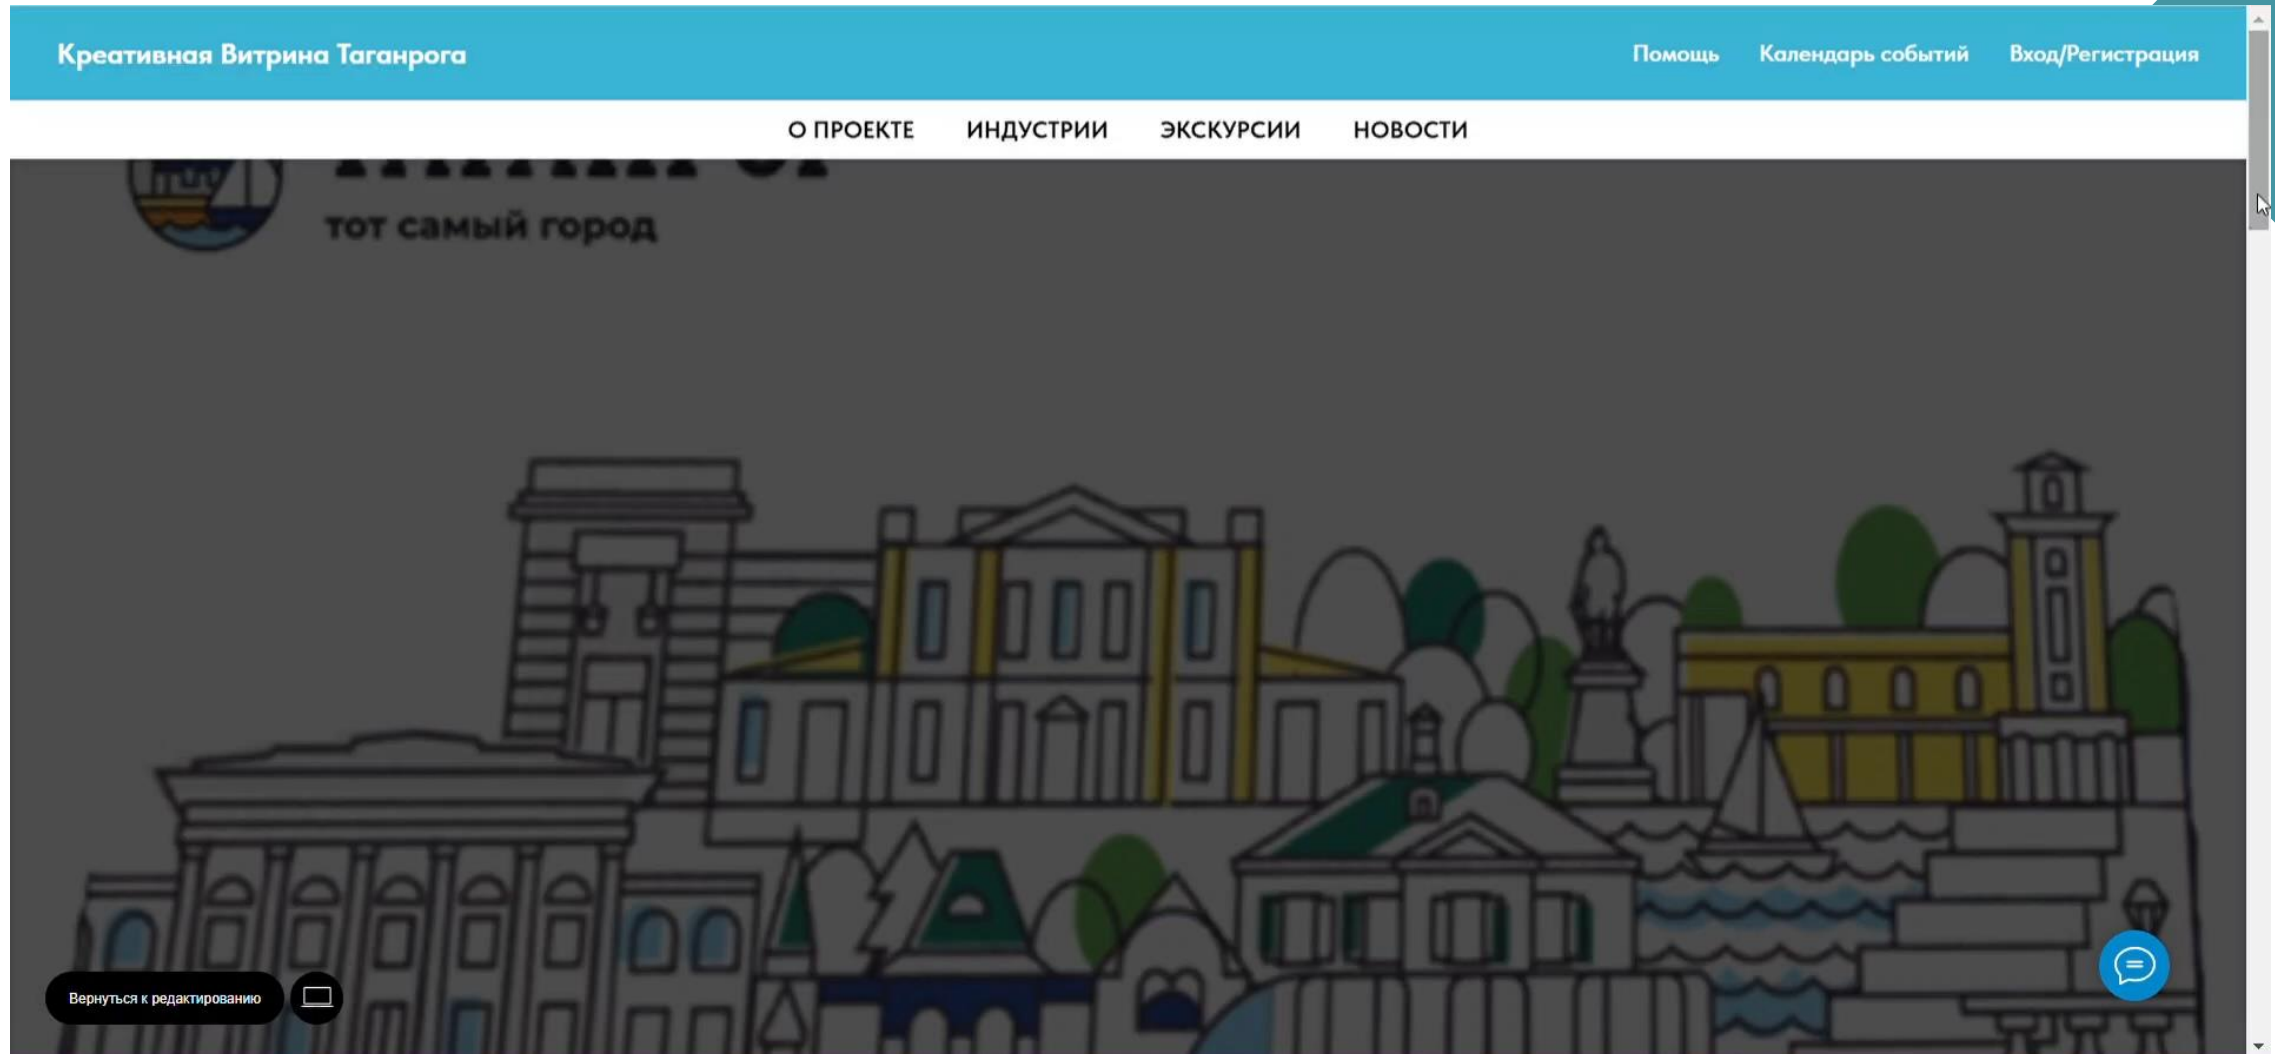 Креативная Витрина Таганрога
Помощь Календарь событий Вход/Регистрация
О ПРОЕКТЕ ИНДУСТРИИ ЭКСКУРСИИ НОВОСТИ
тот самый город
Вернуться к редактированию